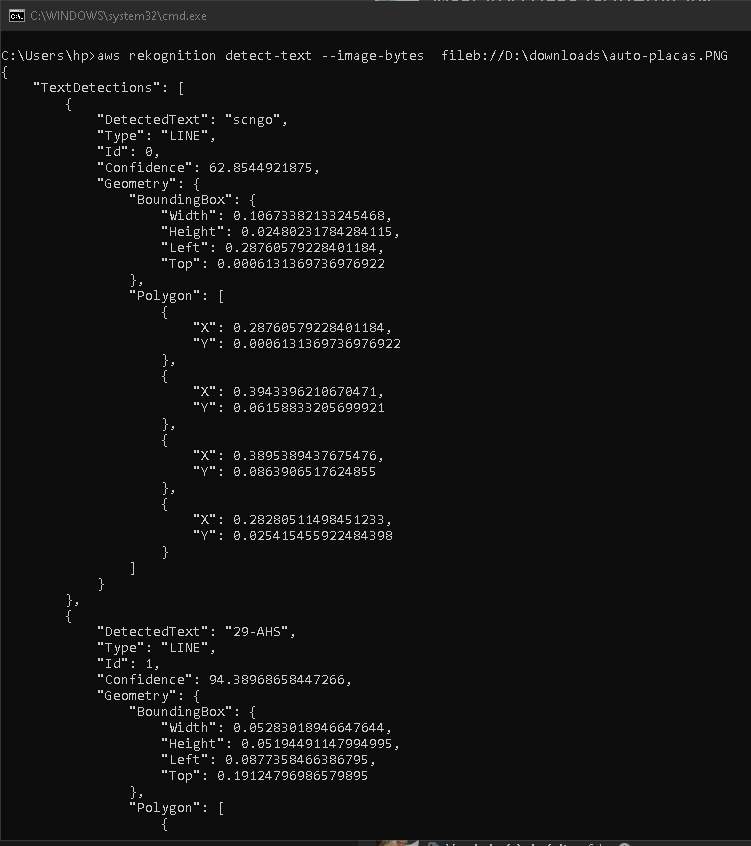 C:\WINDOWS\system32\cmd.exe
C:\Users\hp>aws rekognition detect-text --image-bytes  fileb://D:\downloads\auto-placas.PNG
{
    "TextDetections": [
        {
            "DetectedText": "scngo",
            "Type": "LINE",
            "Id": 0,
            "Confidence": 62.8544921875,
            "Geometry": {
                "BoundingBox": {
                    "Width": 0.10673382133245468,
                    "Height": 0.02480231784284115,
                    "Left": 0.28760579228401184,
                    "Top": 0.0006131369736976922
                },
                "Polygon": [
                    {
                        "X": 0.28760579228401184,
                        "Y": 0.0006131369736976922
                    },
                    {
                        "X": 0.3943396210670471,
                        "Y": 0.06158833205699921
                    },
                    {
                        "X": 0.3895389437675476,
                        "Y": 0.0863906517624855
                    },
                    {
                        "X": 0.28280511498451233,
                        "Y": 0.025415455922484398
                    }
                ]
            }
        },
        {
            "DetectedText": "29-AHS",
            "Type": "LINE",
            "Id": 1,
            "Confidence": 94.38968658447266,
            "Geometry": {
                "BoundingBox": {
                    "Width": 0.05283018946647644,
                    "Height": 0.05194491147994995,
                    "Left": 0.0877358466386795,
                    "Top": 0.19124796986579895
                },
                "Polygon": [
                    {